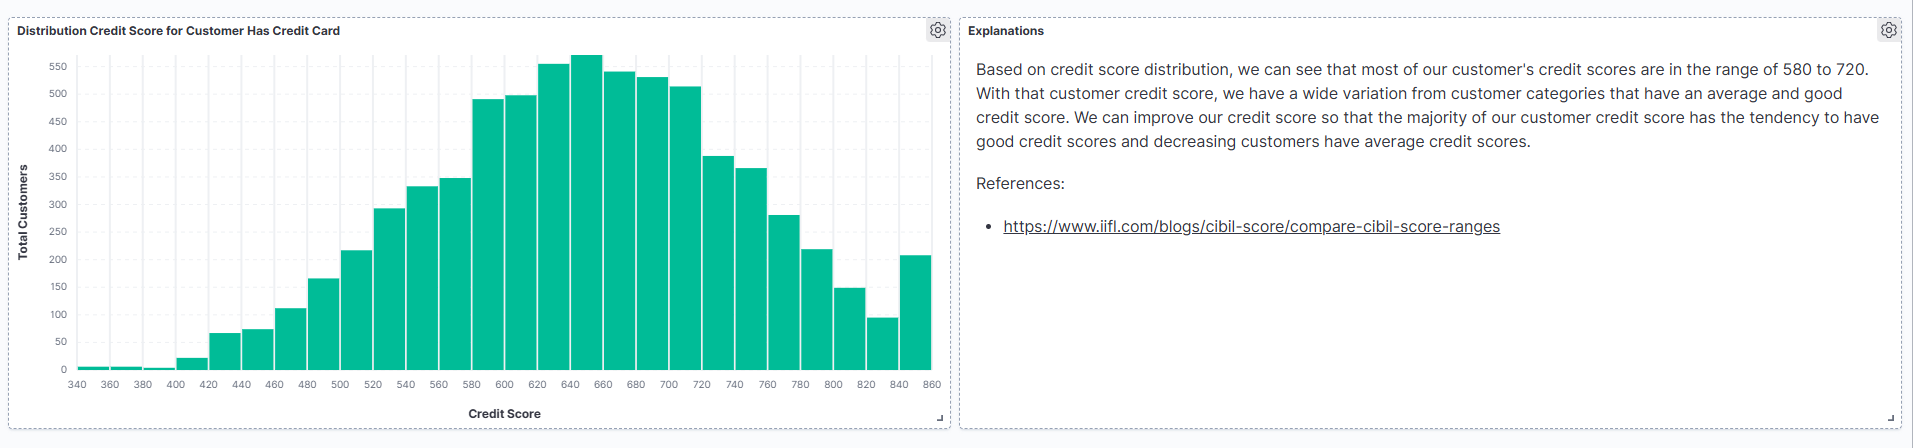 Distribution Credit Score for Customer Has Credit Card
550
500
450
400
350
300
250
200
150
100
50
0
Total Customers
340 360 380 400 420 440 460 480 500 520 540 560 580 600 620 640 660 680 700 720 740 760 780 800 820 840 860
Credit Score
Explanations
Based on credit score distribution, we can see that most of our customer's credit scores are in the range of 580 to 720.
With that customer credit score, we have a wide variation from customer categories that have an average and good
credit score. We can improve our credit score so that the majority of our customer credit score has the tendency to have
good credit scores and decreasing customers have average credit scores.
References:
• https://www.iifl.com/blogs/cibil-score/compare-cibil-score-ranges